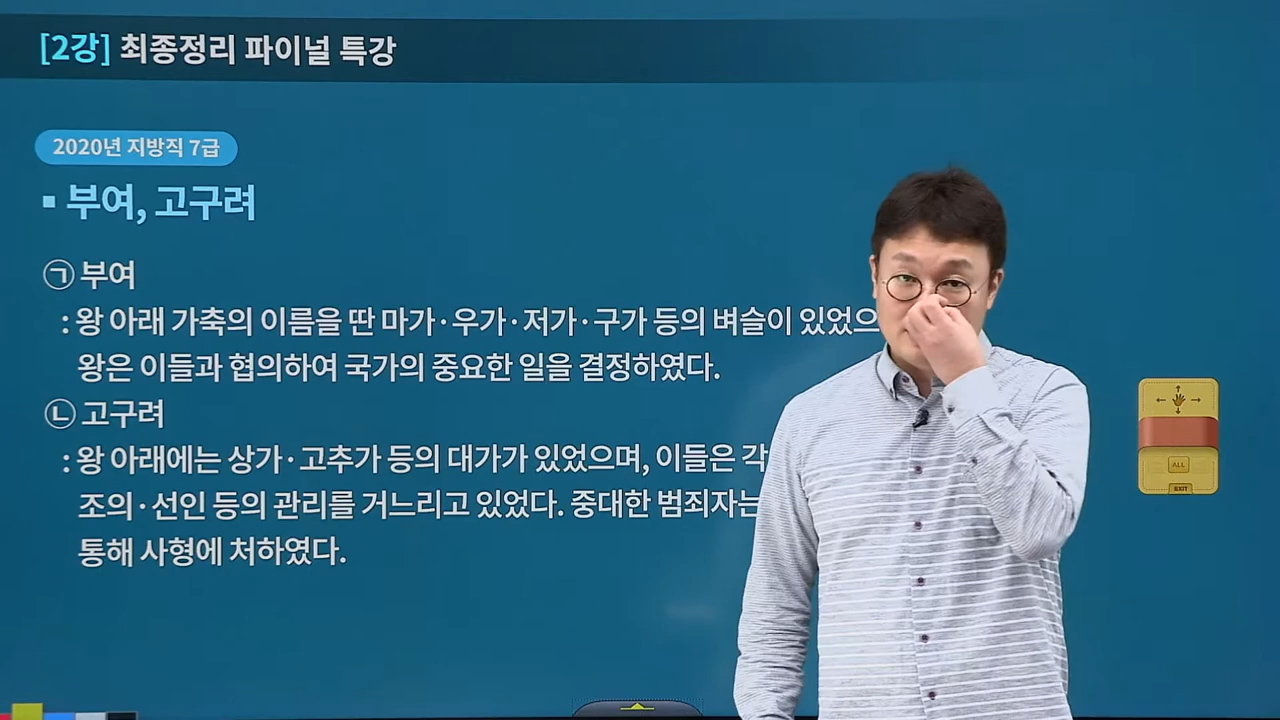 [2강] 최종정리 파이널 특강
2020년 지방직 7급
▪ 부여, 고구려
㉠ 부여
: 왕 아래 가축의 이름을 딴 마가·우가·저가·구가 등의 벼슬이 있었으
왕은 이들과 협의하여 국가의 중요한 일을 결정하였다.
㉡ 고구려
: 왕 아래에는 상가·고추가 등의 대가가 있었으며, 이들은 각
조의·선인 등의 관리를 거느리고 있었다. 중대한 범죄자는
통해 사형에 처하였다.
ALL
EXIT